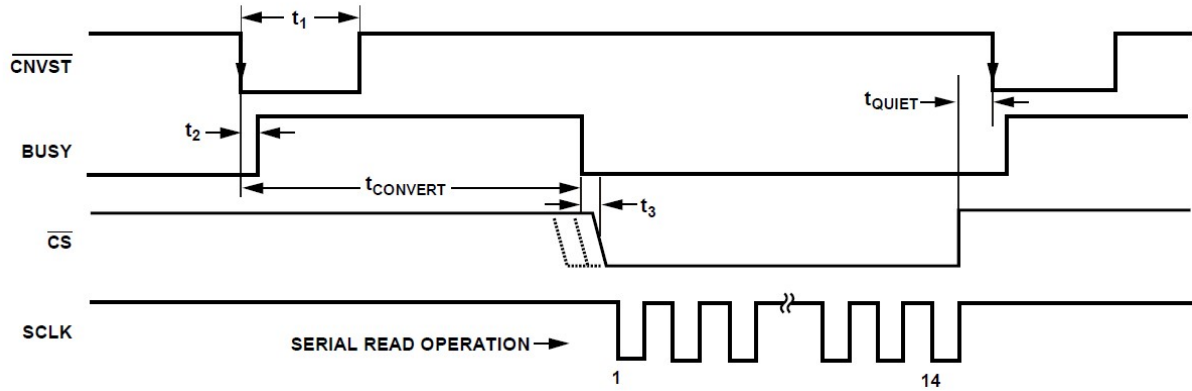 t1
CNVST
tQUIET
t2
BUSY
tCONVERT
t3
CS
SCLK
SERIAL READ OPERATION
1
14